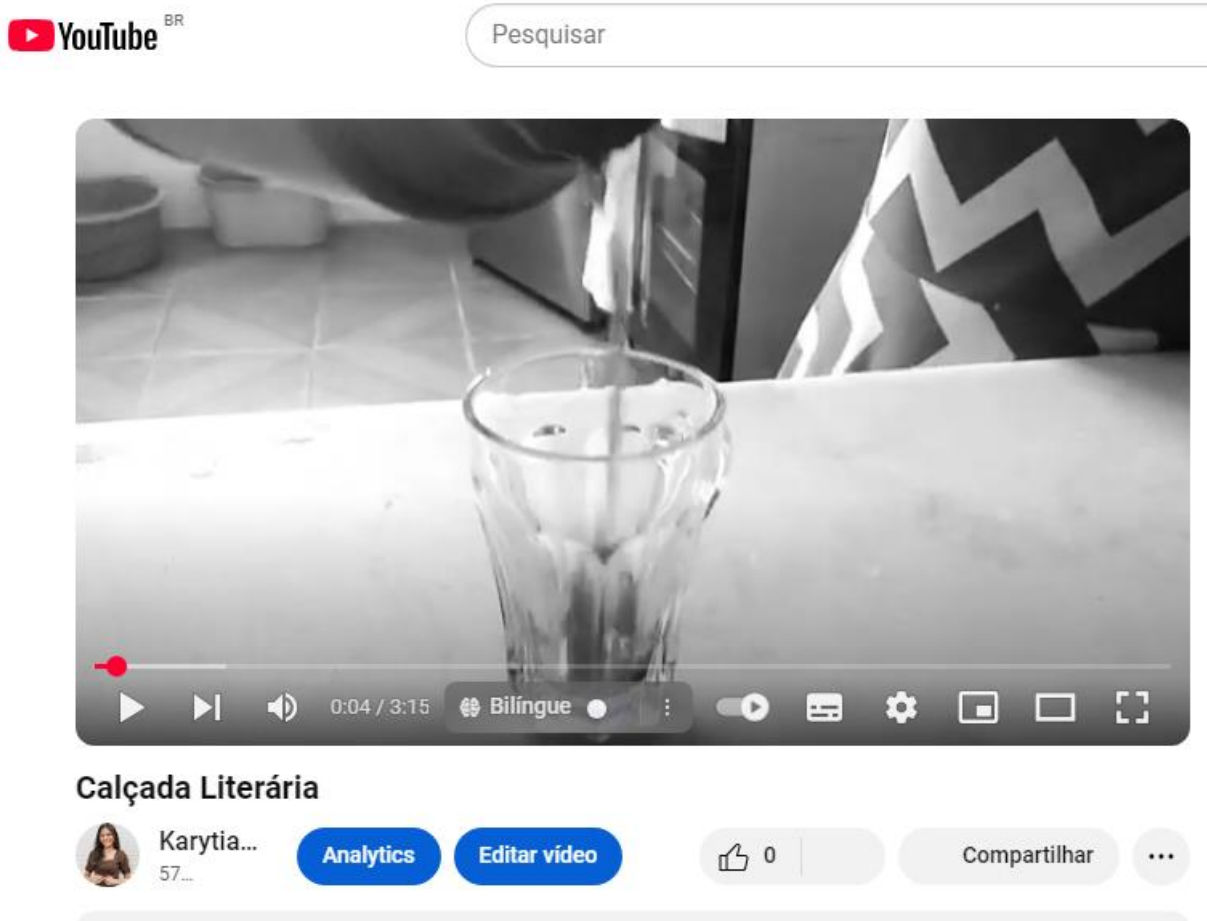 YouTube BR
Pesquisar
0:04 / 3:15 Bilíngue
Calçada Literária
Karytia...
57...
Analytics
Editar vídeo
0
Compartilhar